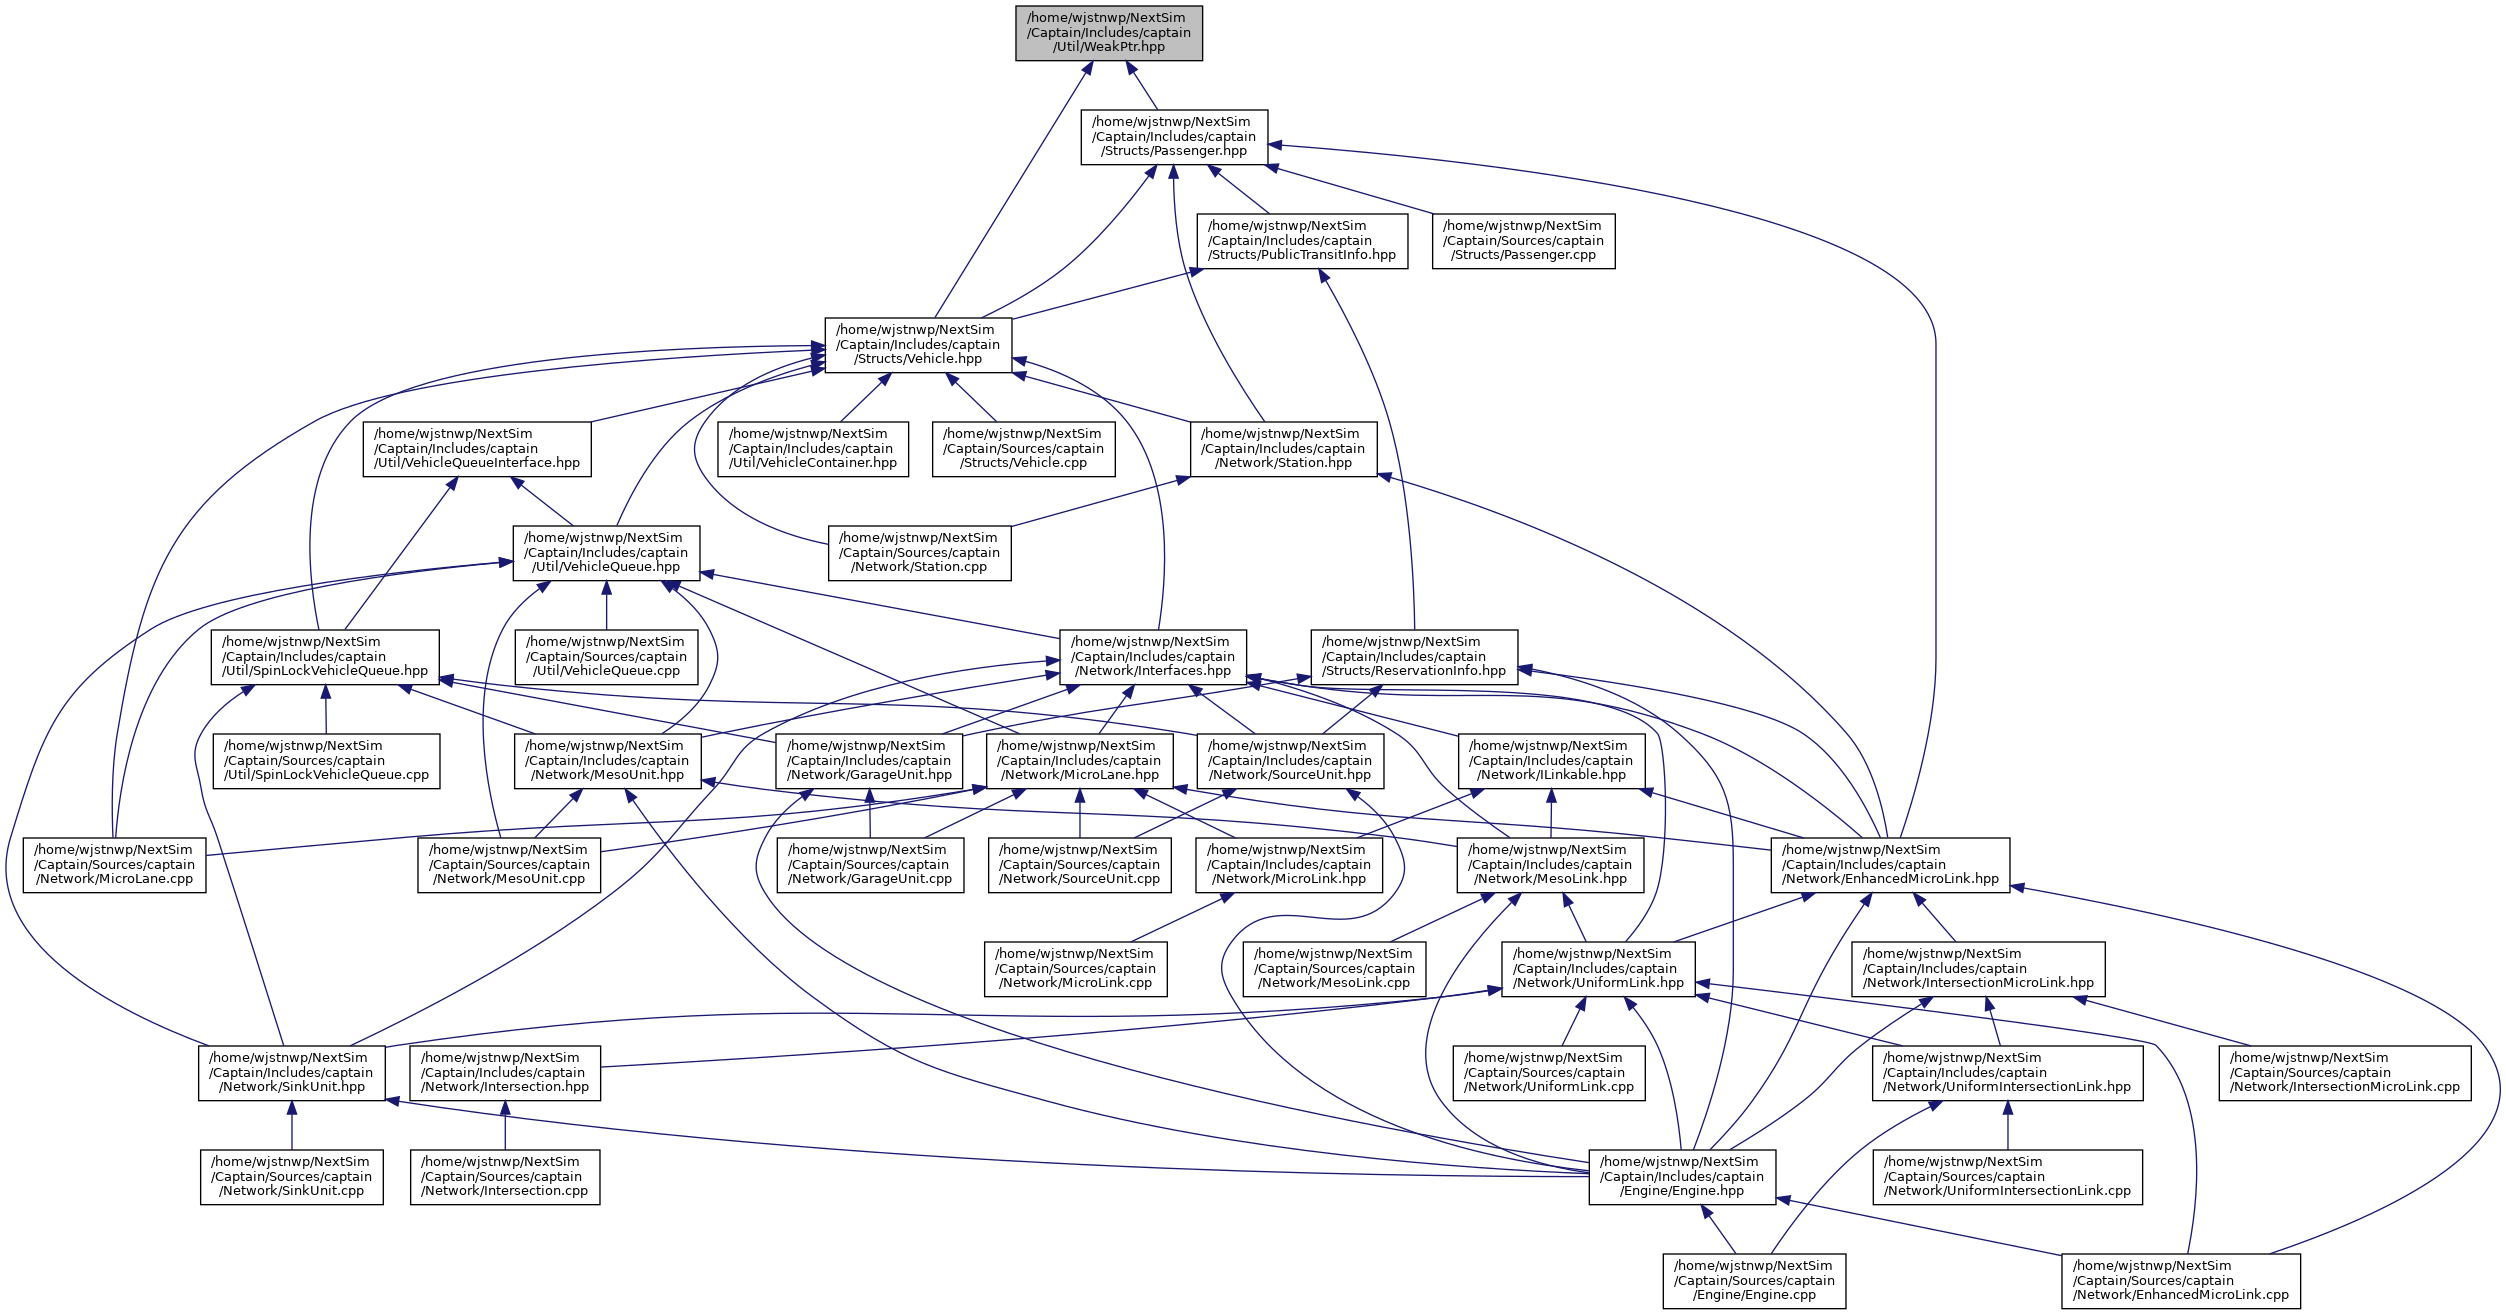 /home/wjstnwp/NextSim
/Captain/Includes/captain
/Util/WeakPtr.hpp
/home/wjstnwp/NextSim
/Captain/Includes/captain
/Structs/Passenger.hpp
/home/wjstnwp/NextSim
/Captain/Includes/captain
/Structs/PublicTransitInfo.hpp
/home/wjstnwp/NextSim
/Captain/Sources/captain
/Structs/Passenger.cpp
/home/wjstnwp/NextSim
/Captain/Includes/captain
/Structs/Vehicle.hpp
/home/wjstnwp/NextSim
/Captain/Includes/captain
/Util/VehicleQueueInterface.hpp
/home/wjstnwp/NextSim
/Captain/Includes/captain
/Util/VehicleContainer.hpp
/home/wjstnwp/NextSim
/Captain/Sources/captain
/Structs/Vehicle.cpp
/home/wjstnwp/NextSim
/Captain/Includes/captain
/Network/Station.hpp
/home/wjstnwp/NextSim
/Captain/Includes/captain
/Util/VehicleQueue.hpp
/home/wjstnwp/NextSim
/Captain/Sources/captain
/Network/Station.cpp
/home/wjstnwp/NextSim
/Captain/Includes/captain
/Util/SpinLockVehicleQueue.hpp
/home/wjstnwp/NextSim
/Captain/Sources/captain
/Util/VehicleQueue.cpp
/home/wjstnwp/NextSim
/Captain/Includes/captain
/Network/Interfaces.hpp
/home/wjstnwp/NextSim
/Captain/Includes/captain
/Structs/ReservationInfo.hpp
/home/wjstnwp/NextSim
/Captain/Sources/captain
/Util/SpinLockVehicleQueue.cpp
/home/wjstnwp/NextSim
/Captain/Includes/captain
/Network/MesoUnit.hpp
/home/wjstnwp/NextSim
/Captain/Includes/captain
/Network/GarageUnit.hpp
/home/wjstnwp/NextSim
/Captain/Includes/captain
/Network/MicroLane.hpp
/home/wjstnwp/NextSim
/Captain/Includes/captain
/Network/SourceUnit.hpp
/home/wjstnwp/NextSim
/Captain/Includes/captain
/Network/ILinkable.hpp
/home/wjstnwp/NextSim
/Captain/Sources/captain
/Network/MicroLane.cpp
/home/wjstnwp/NextSim
/Captain/Sources/captain
/Network/MesoUnit.cpp
/home/wjstnwp/NextSim
/Captain/Sources/captain
/Network/GarageUnit.cpp
/home/wjstnwp/NextSim
/Captain/Sources/captain
/Network/SourceUnit.cpp
/home/wjstnwp/NextSim
/Captain/Includes/captain
/Network/MicroLink.hpp
/home/wjstnwp/NextSim
/Captain/Includes/captain
/Network/MesoLink.hpp
/home/wjstnwp/NextSim
/Captain/Includes/captain
/Network/EnhancedMicroLink.hpp
/home/wjstnwp/NextSim
/Captain/Sources/captain
/Network/MicroLink.cpp
/home/wjstnwp/NextSim
/Captain/Sources/captain
/Network/MesoLink.cpp
/home/wjstnwp/NextSim
/Captain/Includes/captain
/Network/UniformLink.hpp
/home/wjstnwp/NextSim
/Captain/Includes/captain
/Network/IntersectionMicroLink.hpp
/home/wjstnwp/NextSim
/Captain/Includes/captain
/Network/SinkUnit.hpp
/home/wjstnwp/NextSim
/Captain/Includes/captain
/Network/Intersection.hpp
/home/wjstnwp/NextSim
/Captain/Sources/captain
/Network/UniformLink.cpp
/home/wjstnwp/NextSim
/Captain/Includes/captain
/Network/UniformIntersectionLink.hpp
/home/wjstnwp/NextSim
/Captain/Sources/captain
/Network/IntersectionMicroLink.cpp
/home/wjstnwp/NextSim
/Captain/Sources/captain
/Network/SinkUnit.cpp
/home/wjstnwp/NextSim
/Captain/Sources/captain
/Network/Intersection.cpp
/home/wjstnwp/NextSim
/Captain/Includes/captain
/Engine/Engine.hpp
/home/wjstnwp/NextSim
/Captain/Sources/captain
/Network/UniformIntersectionLink.cpp
/home/wjstnwp/NextSim
/Captain/Sources/captain
/Engine/Engine.cpp
/home/wjstnwp/NextSim
/Captain/Sources/captain
/Network/EnhancedMicroLink.cpp